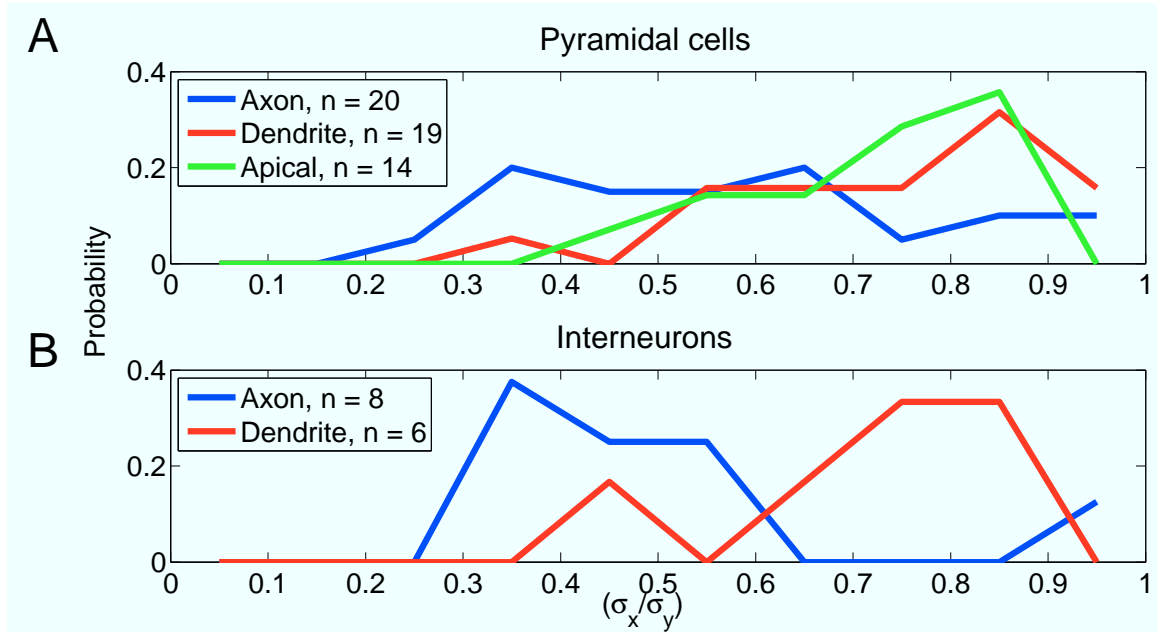 A
Pyramidal cells
Axon, n = 20
Dendrite, n = 19
Apical, n = 14
0.4
0.2
0
0 0.1 0.2 0.3 0.4 0.5 0.6 0.7 0.8 0.9 1
Probability
B
Interneurons
Axon, n = 8
Dendrite, n = 6
0.4
0.2
0
0 0.1 0.2 0.3 0.4 0.5 0.6 0.7 0.8 0.9 1
(σx/σy)